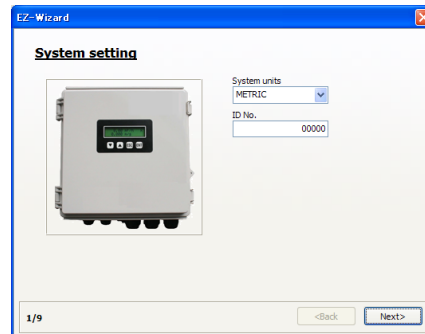 EZ-Wizard
System setting
System units
METRIC
ID No.
00000
1/9
<Back
Next>